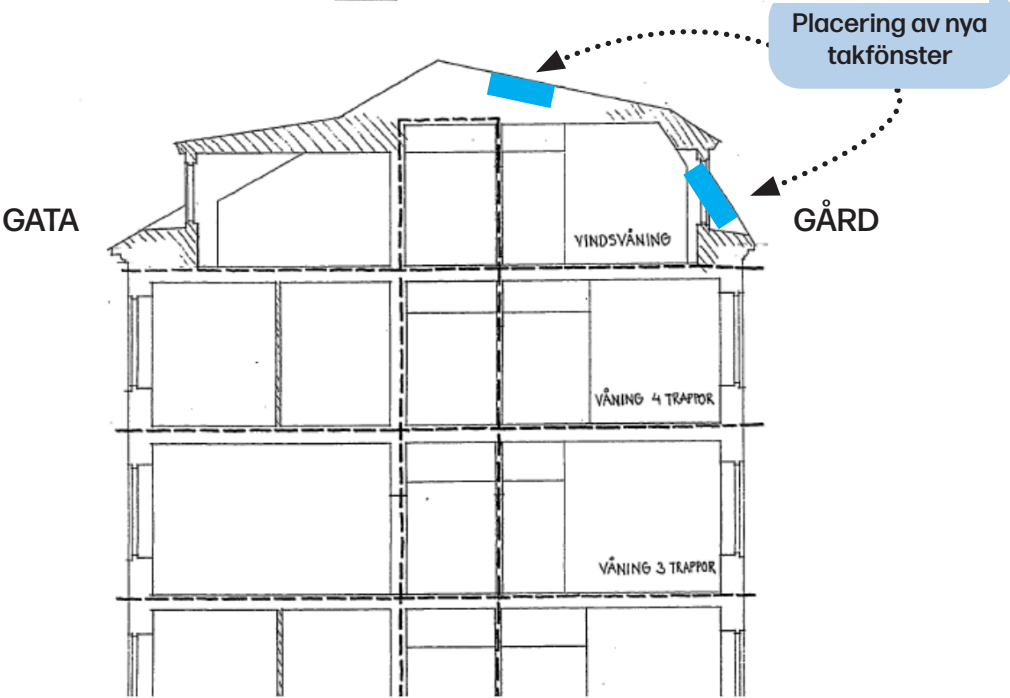 Placering av nya
takfönster
GATA
GÅRD
VINDSVÅNING
VÅNING 4 TRAPPOR
VÅNING 3 TRAPPOR